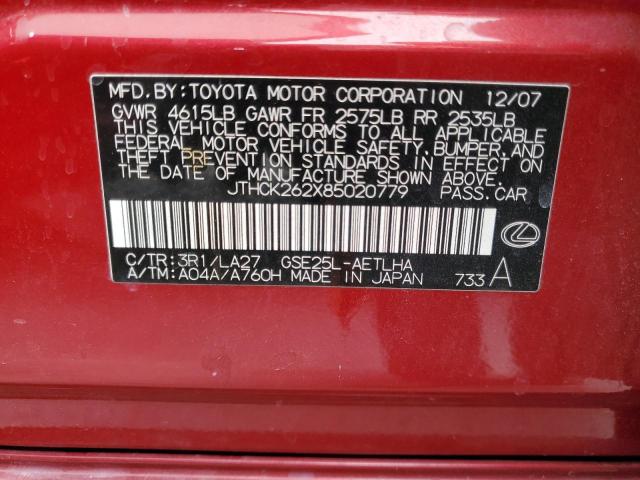 MFD. BY: TOYOTA MOTOR CORPORATION 12/07
GVWR 4615LB GAWR FR 2575LB RR 2535LB
THIS VEHICLE CONFORMS TO ALL APPLICABLE
FEDERAL MOTOR VEHICLE SAFETY, BUMPER, AND
THEFT PREVENTION STANDARDS IN EFFECT ON
THE DATE OF MANUFACTURE SHOWN ABOVE.
JTHCK262X85020779 PASS. CAR
C/TR: 3R1/LA27 GSE25L-AETLHA
A/TM: A04A/A760H MADE IN JAPAN 733 A